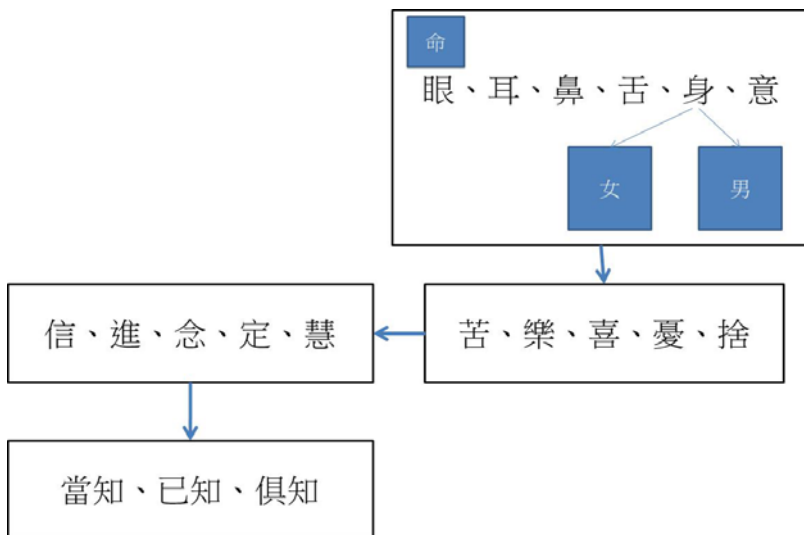 命
眼、耳、鼻、舌、身、意
女 男
苦、樂、喜、憂、捨
信、進、念、定、慧
當知、已知、俱知